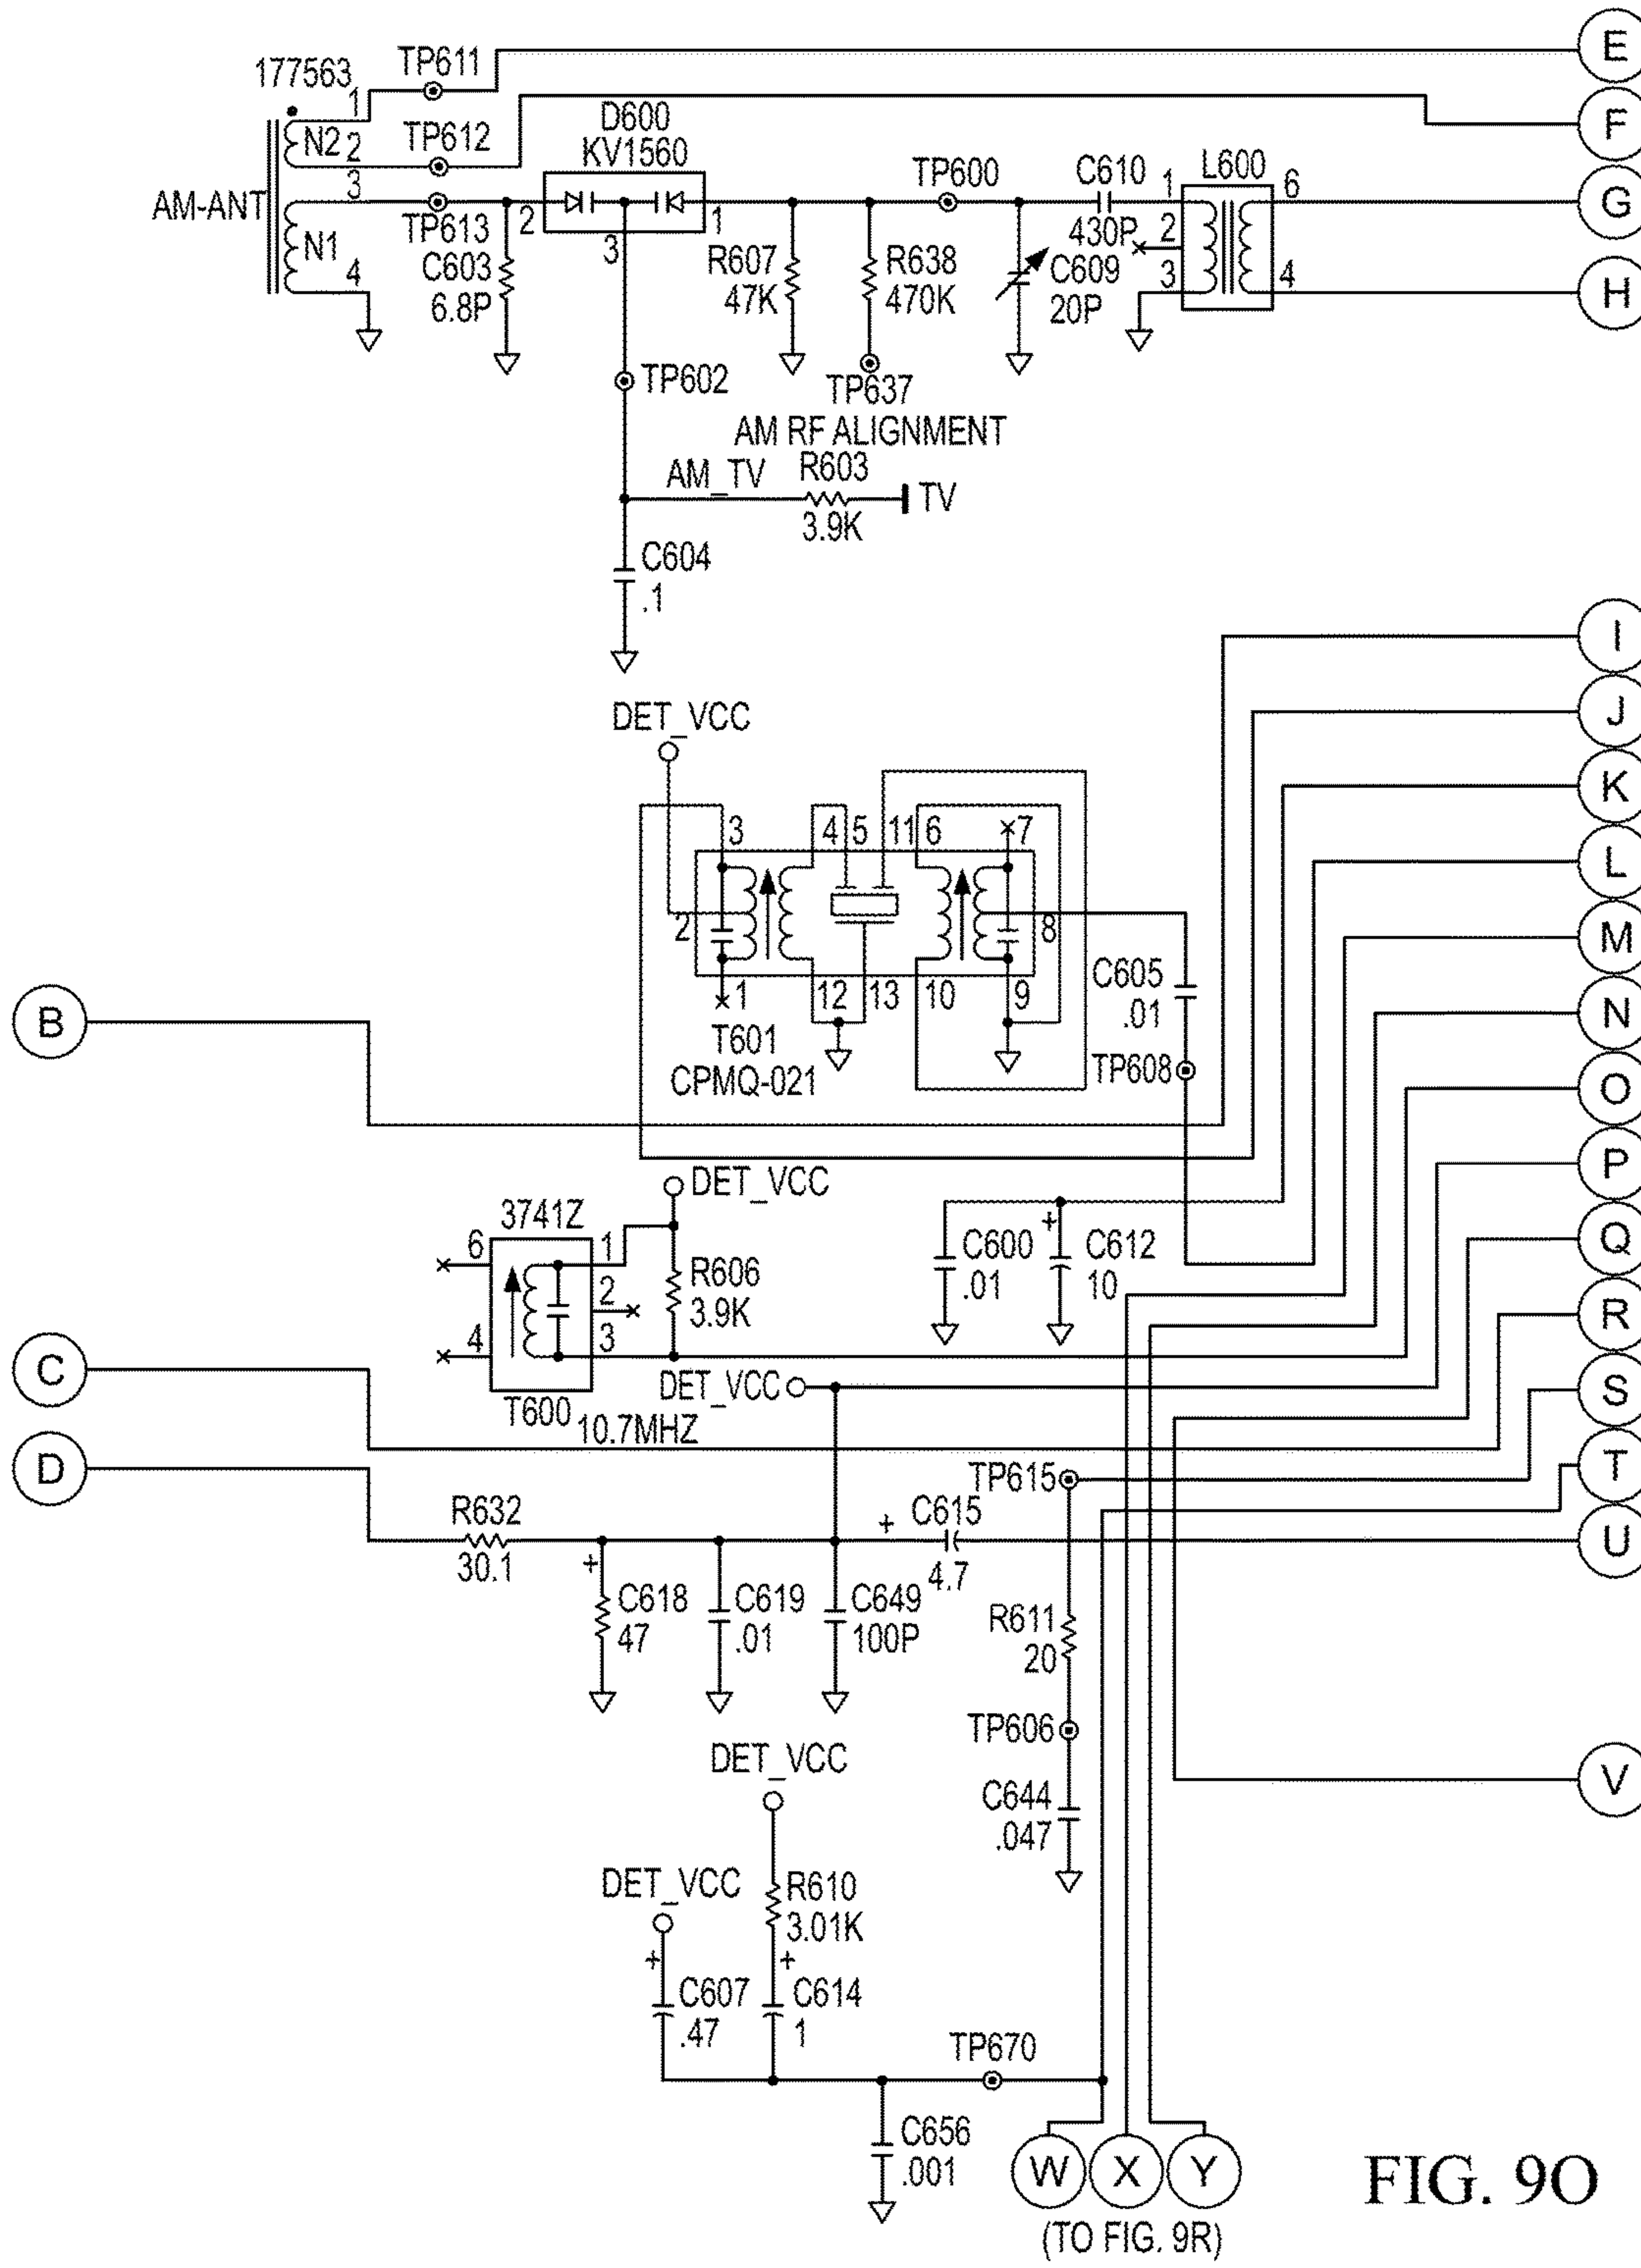 E
177563
TP611
1
D600
KV1560
F
N2
2
TP612
3
AM-ANT
TP613
2
1
3
TP600
C610
430P
L600
1
2
3
6
4
G
N1
4
C603
6.8P
R607
47K
R638
470K
C609
20P
H
TP602
TP637
AM RF ALIGNMENT
AM_TV
R603
3.9K
TV
C604
.1
I
DET_VCC
J
K
3
4
5
11
6
7
L
2
8
M
1
12
13
10
9
C605
.01
N
B
T601
CPMQ-021
TP608
O
P
DET_VCC
3741Z
6
1
2
4
3
R606
3.9K
C600
.01
+
C612
10
Q
R
C
DET_VCC
T600
10.7MHZ
S
D
TP615
T
R632
30.1
+
C615
4.7
U
+
C618
47
C619
.01
C649
100P
R611
20
TP606
DET_VCC
V
C644
.047
DET_VCC
R610
3.01K
+
C607
.47
+
C614
1
TP670
C656
.001
W
X
Y
(TO FIG. 9R)
FIG. 9O